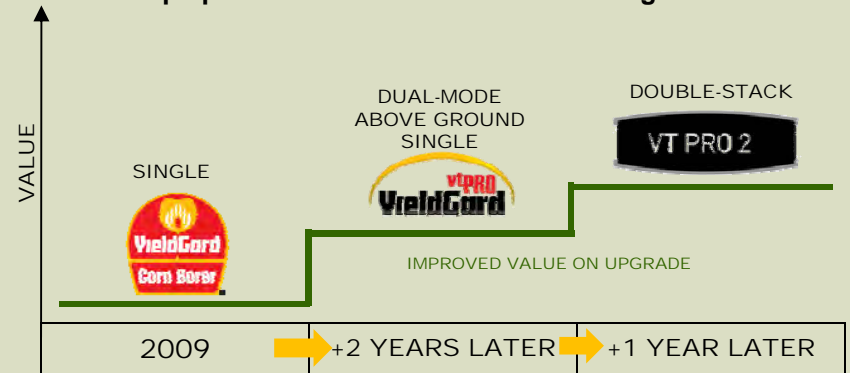 VALUE
SINGLE
YieldGard
Corn Borer
DUAL-MODE
ABOVE GROUND
SINGLE
vtPRO
YieldGard
DOUBLE-STACK
VT PRO 2
IMPROVED VALUE ON UPGRADE
2009
+2 YEARS LATER
+1 YEAR LATER